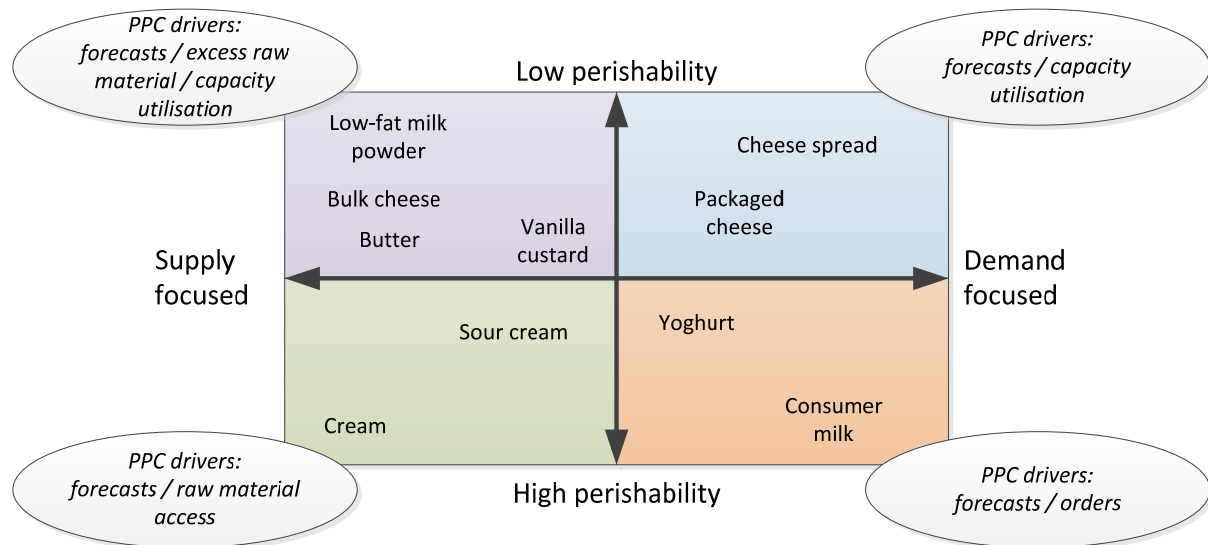 PPC drivers:
forecasts / excess raw
material / capacity
utilisation
PPC drivers:
forecasts / capacity
utilisation
Low perishability
Low-fat milk
powder
Cheese spread
Bulk cheese
Packaged
cheese
Butter
Vanilla
custard
Supply
focused
Demand
focused
Sour cream
Yoghurt
Cream
Consumer
milk
PPC drivers:
forecasts / raw material
access
High perishability
PPC drivers:
forecasts / orders